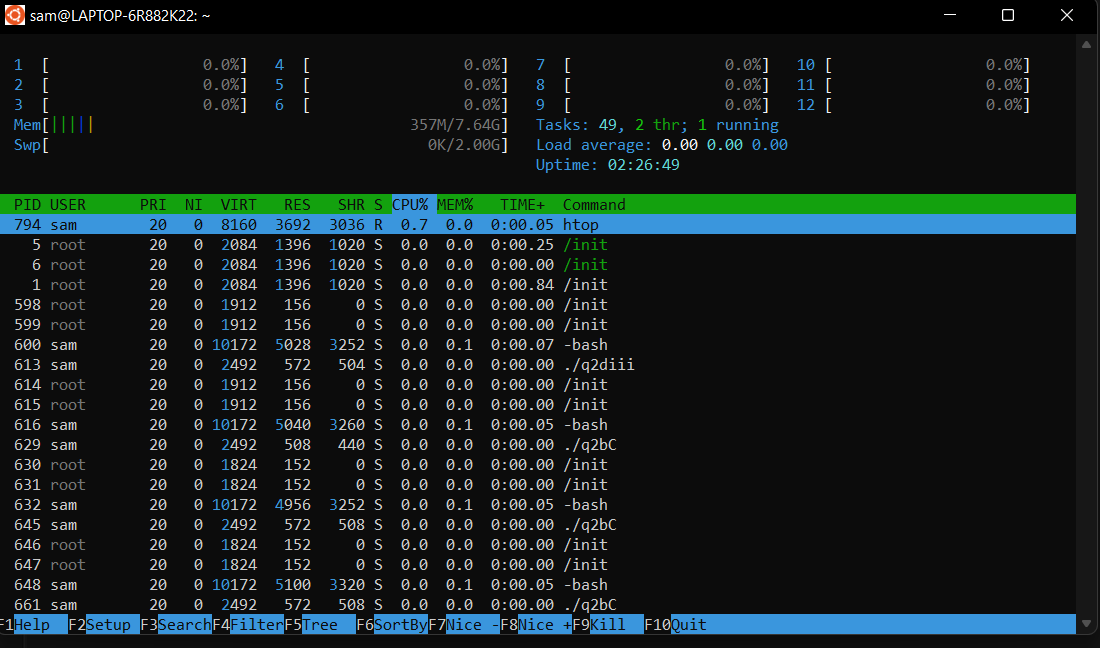 sam@LAPTOP-6R882K22: ~
1 [ 0.0%] 4 [ 0.0%] 7 [ 0.0%] 10 [ 0.0%]
2 [ 0.0%] 5 [ 0.0%] 8 [ 0.0%] 11 [ 0.0%]
3 [ 0.0%] 6 [ 0.0%] 9 [ 0.0%] 12 [ 0.0%]
Mem[||||| 357M/7.64G] Tasks: 49, 2 thr; 1 running
Swp[ 0K/2.00G] Load average: 0.00 0.00 0.00
Uptime: 02:26:49
PID USER PRI NI VIRT RES SHR S CPU% MEM% TIME+ Command
794 sam 20 0 8160 3692 3036 R 0.7 0.0 0:00.05 htop
5 root 20 0 2084 1396 1020 S 0.0 0.0 0:00.25 /init
6 root 20 0 2084 1396 1020 S 0.0 0.0 0:00.00 /init
1 root 20 0 2084 1396 1020 S 0.0 0.0 0:00.84 /init
598 root 20 0 1912 156 0 S 0.0 0.0 0:00.00 /init
599 root 20 0 1912 156 0 S 0.0 0.0 0:00.00 /init
600 sam 20 0 10172 5028 3252 S 0.0 0.1 0:00.07 -bash
613 sam 20 0 2492 572 504 S 0.0 0.0 0:00.00 ./q2diii
614 root 20 0 1912 156 0 S 0.0 0.0 0:00.00 /init
615 root 20 0 1912 156 0 S 0.0 0.0 0:00.00 /init
616 sam 20 0 10172 5040 3260 S 0.0 0.1 0:00.05 -bash
629 sam 20 0 2492 508 440 S 0.0 0.0 0:00.00 ./q2bC
630 root 20 0 1824 152 0 S 0.0 0.0 0:00.00 /init
631 root 20 0 1824 152 0 S 0.0 0.0 0:00.00 /init
632 sam 20 0 10172 4956 3252 S 0.0 0.1 0:00.05 -bash
645 sam 20 0 2492 572 508 S 0.0 0.0 0:00.00 ./q2bC
646 root 20 0 1824 152 0 S 0.0 0.0 0:00.00 /init
647 root 20 0 1824 152 0 S 0.0 0.0 0:00.00 /init
648 sam 20 0 10172 5100 3320 S 0.0 0.1 0:00.05 -bash
661 sam 20 0 2492 572 508 S 0.0 0.0 0:00.00 ./q2bC
F1Help F2Setup F3SearchF4FilterF5Tree F6SortByF7Nice -F8Nice +F9Kill F10Quit